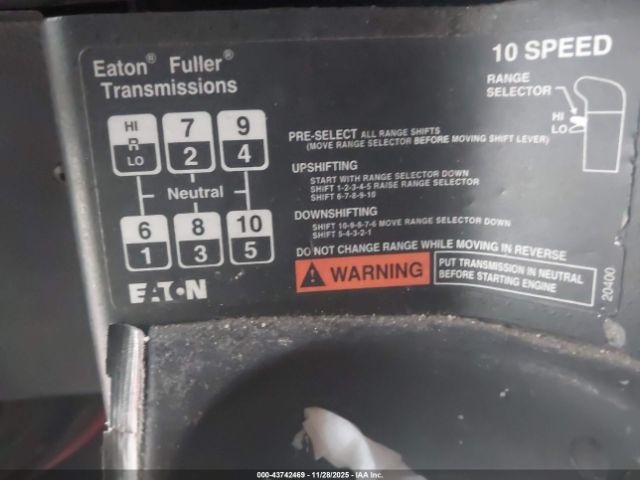 Eaton® Fuller®
Transmissions
10 SPEED
RANGE
SELECTOR
HI
LO
HI
R
LO
7
2
9
4
Neutral
6
1
8
3
10
5
EATON
PRE-SELECT ALL RANGE SHIFTS
(MOVE RANGE SELECTOR BEFORE MOVING SHIFT LEVER)
UPSHIFTING
START WITH RANGE SELECTOR DOWN
SHIFT 1-2-3-4-5 RAISE RANGE SELECTOR
SHIFT 6-7-8-9-10
DOWNSHIFTING
SHIFT 10-9-8-7-6 MOVE RANGE SELECTOR DOWN
SHIFT 5-4-3-2-1
DO NOT CHANGE RANGE WHILE MOVING IN REVERSE
WARNING
PUT TRANSMISSION IN NEUTRAL
BEFORE STARTING ENGINE
20400
000-43742469 | 11/28/2025 | IAA Inc.